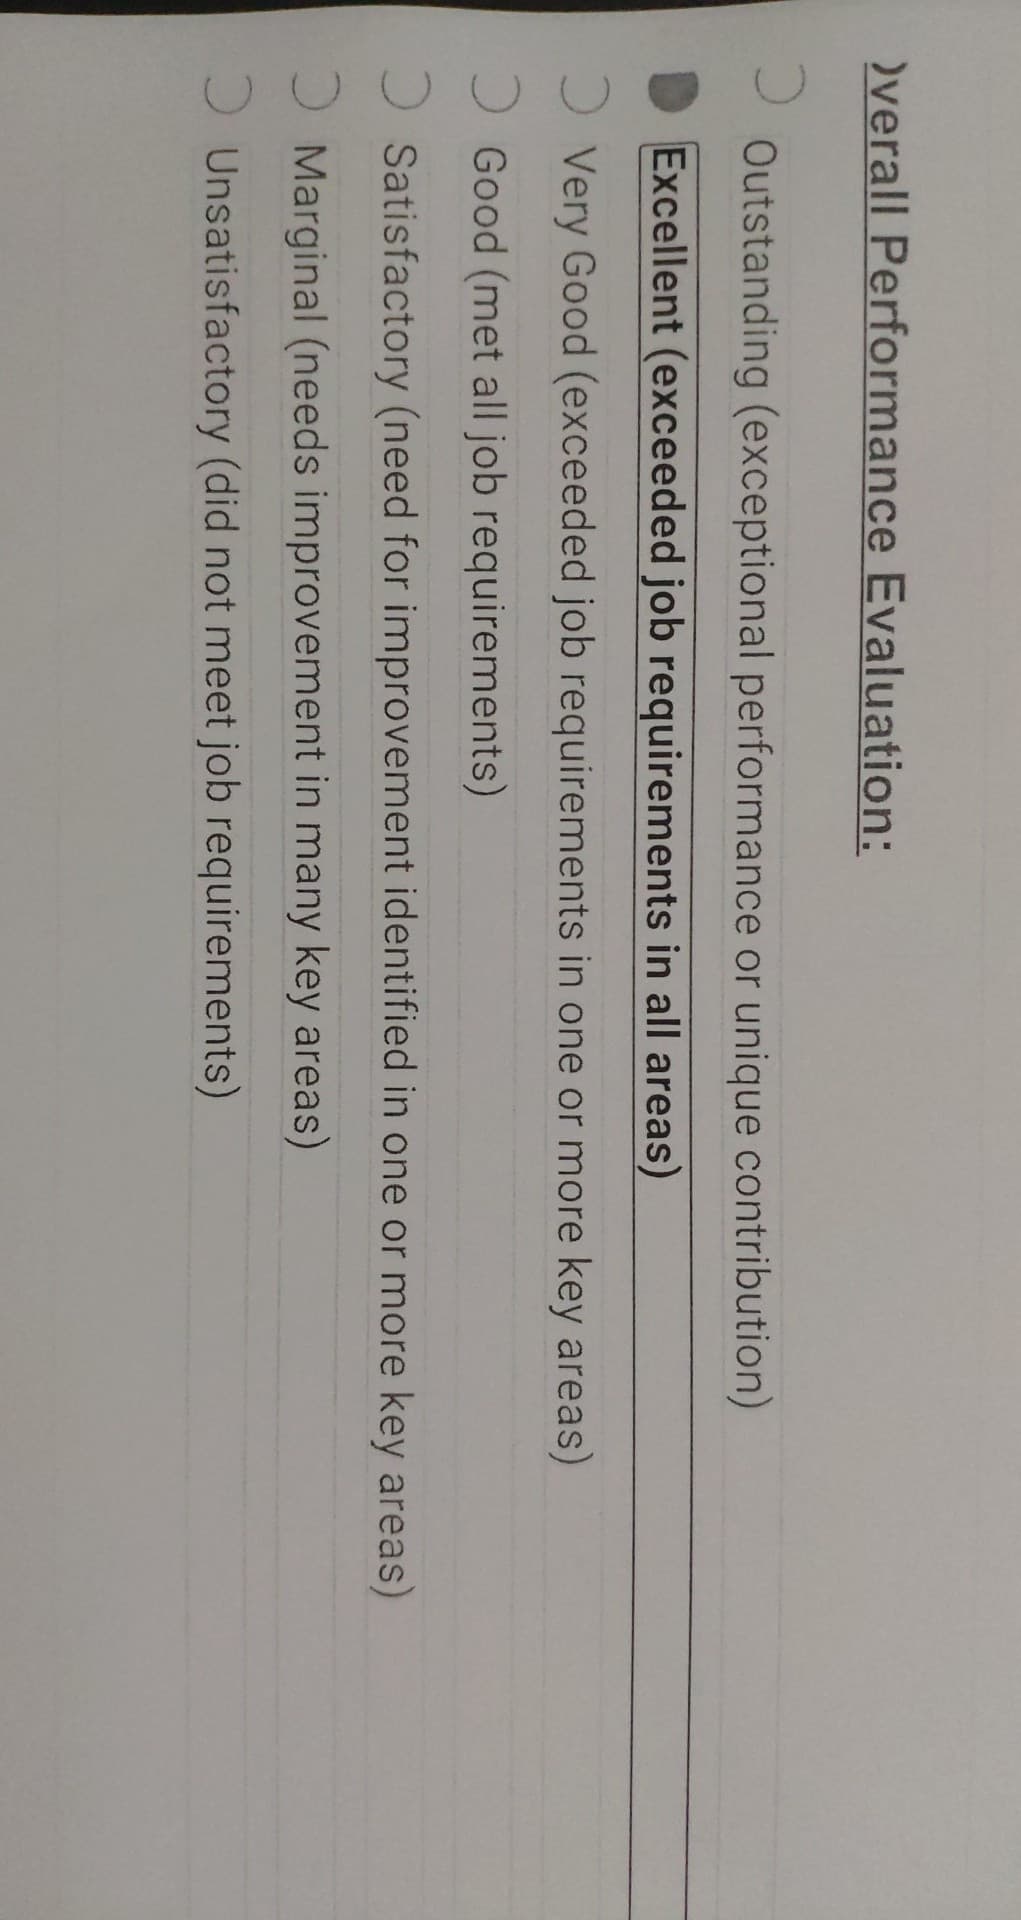 Overall Performance Evaluation:
Outstanding (exceptional performance or unique contribution)
Excellent (exceeded job requirements in all areas)
Very Good (exceeded job requirements in one or more key areas)
Good (met all job requirements)
Satisfactory (need for improvement identified in one or more key areas)
Marginal (needs improvement in many key areas)
Unsatisfactory (did not meet job requirements)